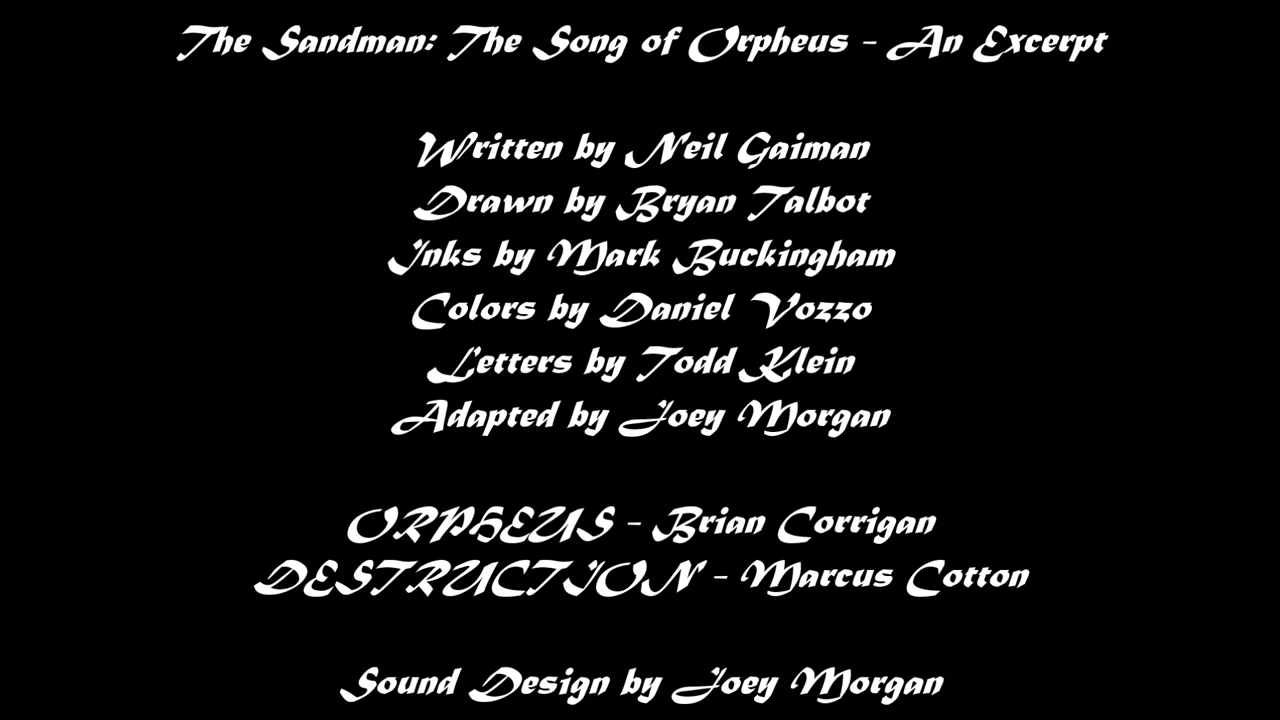 The Sandman: The Song of Orpheus - An Excerpt
Written by Neil Gaiman
Drawn by Bryan Talbot
Inks by Mark Buckingham
Colors by Daniel Vozzo
Letters by Todd Klein
Adapted by Joey Morgan
ORPHEUS - Brian Corrigan
DESTRUCTION - Marcus Cotton
Sound Design by Joey Morgan